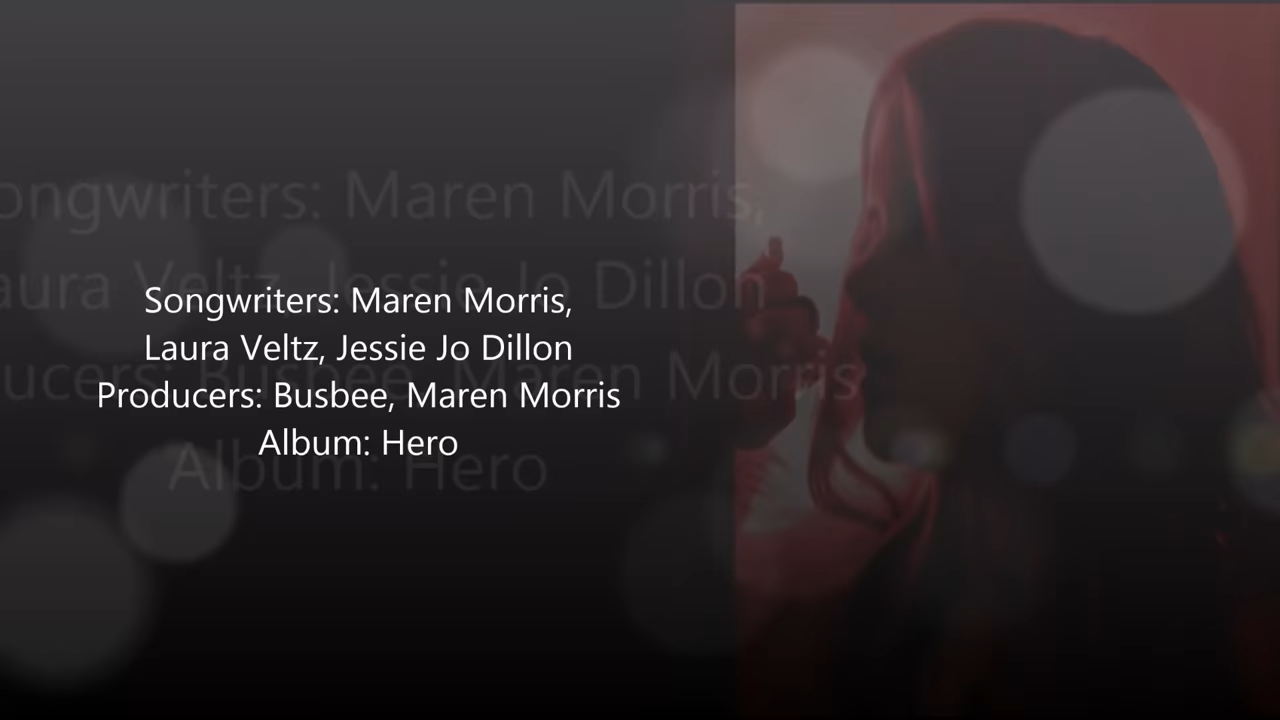 Songwriters: Maren Morris,
Laura Veltz, Jessie Jo Dillon
Producers: Busbee, Maren Morris
Album: Hero